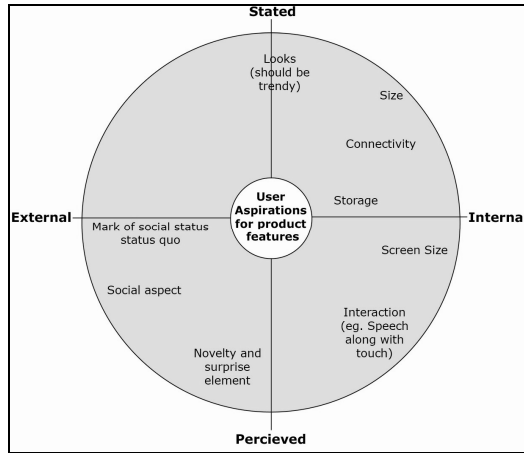 Stated
Looks
(should be
trendy)
Size
Connectivity
Storage
User
Aspirations
for product
features
External
Interna
Mark of social status
status quo
Screen Size
Social aspect
Interaction
(eg. Speech
along with
touch)
Novelty and
surprise
element
Percieved